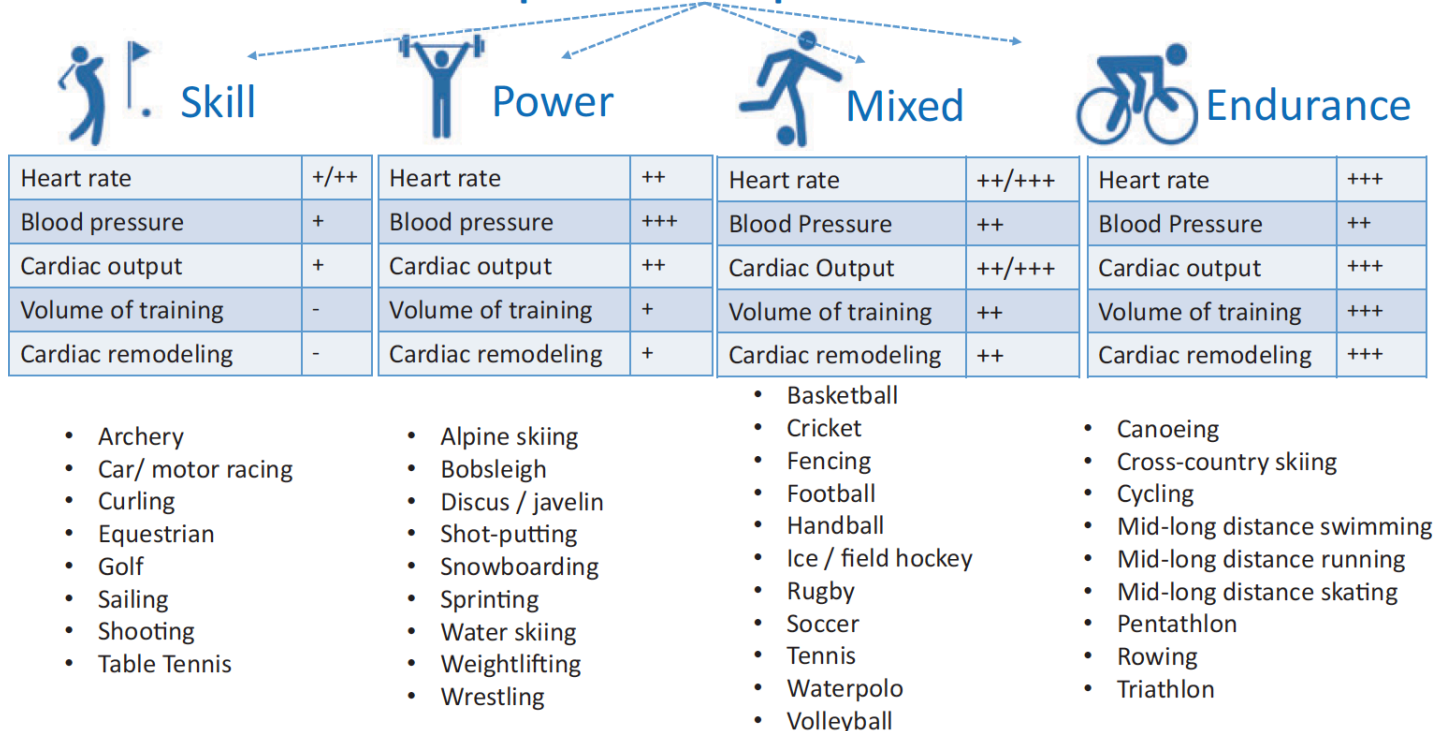 Skill
Power
Mixed
Endurance
Heart rate +/++
Blood pressure +
Cardiac output +
Volume of training -
Cardiac remodeling -
Heart rate ++
Blood pressure +++
Cardiac output ++
Volume of training +
Cardiac remodeling +
Heart rate ++/+++
Blood Pressure ++
Cardiac Output ++/+++
Volume of training ++
Cardiac remodeling ++
Heart rate +++
Blood Pressure ++
Cardiac output +++
Volume of training +++
Cardiac remodeling +++
• Archery
• Car/ motor racing
• Curling
• Equestrian
• Golf
• Sailing
• Shooting
• Table Tennis
• Alpine skiing
• Bobsleigh
• Discus / javelin
• Shot-putting
• Snowboarding
• Sprinting
• Water skiing
• Weightlifting
• Wrestling
• Basketball
• Cricket
• Fencing
• Football
• Handball
• Ice / field hockey
• Rugby
• Soccer
• Tennis
• Waterpolo
• Volleyball
• Canoeing
• Cross-country skiing
• Cycling
• Mid-long distance swimming
• Mid-long distance running
• Mid-long distance skating
• Pentathlon
• Rowing
• Triathlon